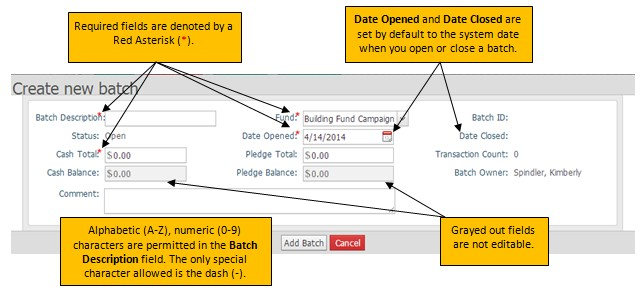 Required fields are denoted by a
Red Asterisk (*).
Date Opened and Date Closed are
set by default to the system date
when you open or close a batch.
Create new batch
Batch Description:*
Fund:* Building Fund Campaign
Batch ID:
Status: Open
Date Opened:* 4/14/2014
Date Closed:
Cash Total:* $0.00
Pledge Total: $0.00
Transaction Count: 0
Cash Balance: $0.00
Pledge Balance: $0.00
Batch Owner: Spindler, Kimberly
Comment:
Alphabetic (A-Z), numeric (0-9)
characters are permitted in the Batch
Description field. The only special
character allowed is the dash (-).
Add Batch Cancel
Grayed out fields
are not editable.